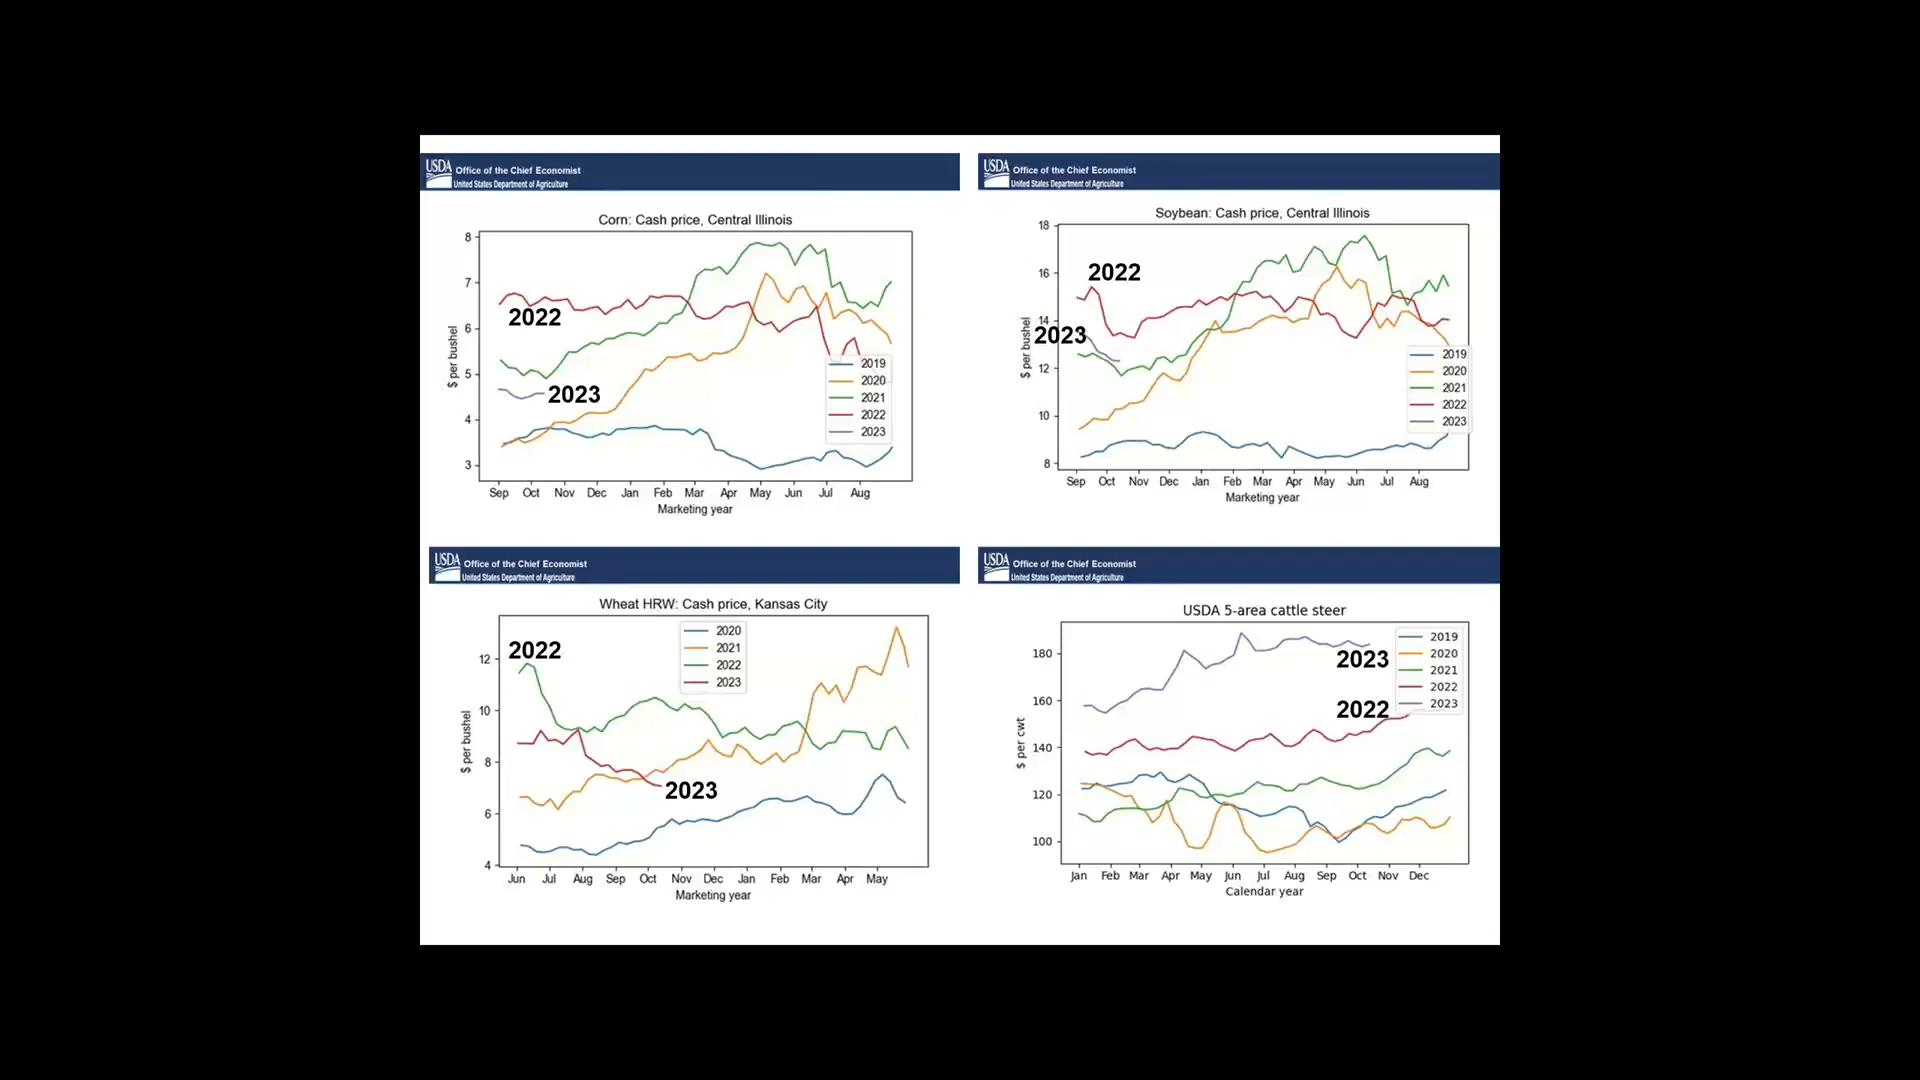 USDA Office of the Chief Economist
United States Department of Agriculture
Corn: Cash price, Central Illinois
8
7
6
5
4
3
$ per bushel
2022
2023
2019
2020
2021
2022
2023
Sep Oct Nov Dec Jan Feb Mar Apr May Jun Jul Aug
Marketing year
USDA Office of the Chief Economist
United States Department of Agriculture
Soybean: Cash price, Central Illinois
18
16
14
12
10
8
$ per bushel
2022
2023
2019
2020
2021
2022
2023
Sep Oct Nov Dec Jan Feb Mar Apr May Jun Jul Aug
Marketing year
USDA Office of the Chief Economist
United States Department of Agriculture
Wheat HRW: Cash price, Kansas City
12
10
8
6
4
$ per bushel
2022
2020
2021
2022
2023
2023
Jun Jul Aug Sep Oct Nov Dec Jan Feb Mar Apr May
Marketing year
USDA Office of the Chief Economist
United States Department of Agriculture
USDA 5-area cattle steer
180
160
140
120
100
$ per cwt
2023
2022
2019
2020
2021
2022
2023
Jan Feb Mar Apr May Jun Jul Aug Sep Oct Nov Dec
Calendar year